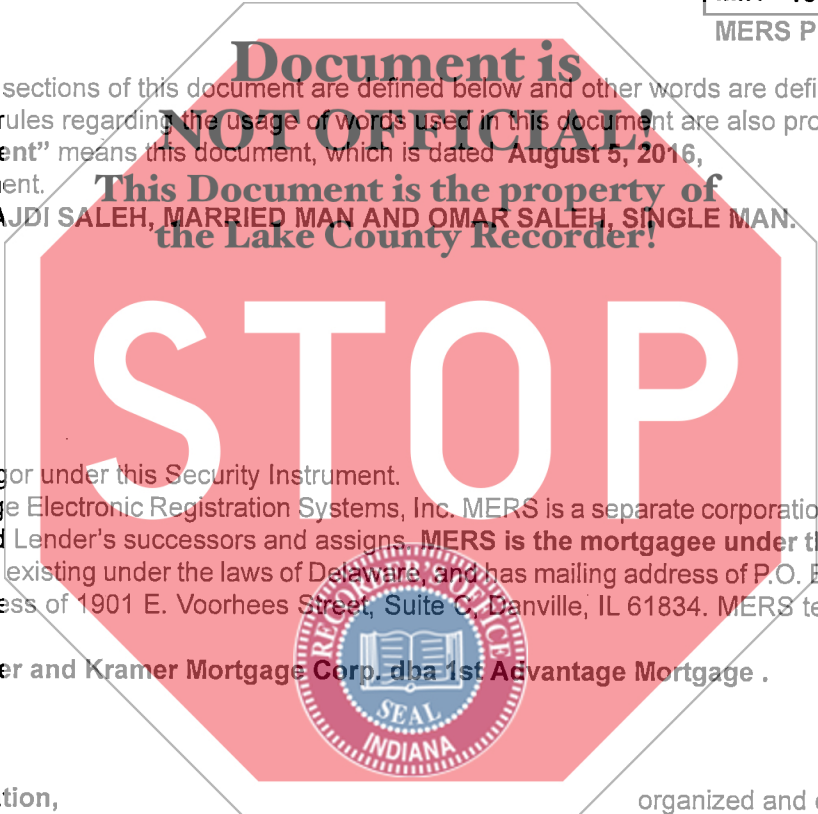 MERS P
Document is
sections of this document are defined below and other words are defi
rules regarding the usage of words used in this document are also pro
NOT OFFICIAL!
ent” means this document, which is dated August 5, 2016,
ent.
This Document is the property of
AJDI SALEH, MARRIED MAN AND OMAR SALEH, SINGLE MAN.
the Lake County Recorder!
STOP
gor under this Security Instrument.
ge Electronic Registration Systems, Inc. MERS is a separate corporatio
d Lender's successors and assigns. MERS is the mortgagee under th
existing under the laws of Delaware, and has mailing address of P.O. B
ess of 1901 E. Voorhees Street, Suite C, Danville, IL 61834. MERS te
RECORDER'S OFFICE
er and Kramer Mortgage Corp. dba 1st Advantage Mortgage .
SEAL
INDIANA
tion,
organized and e